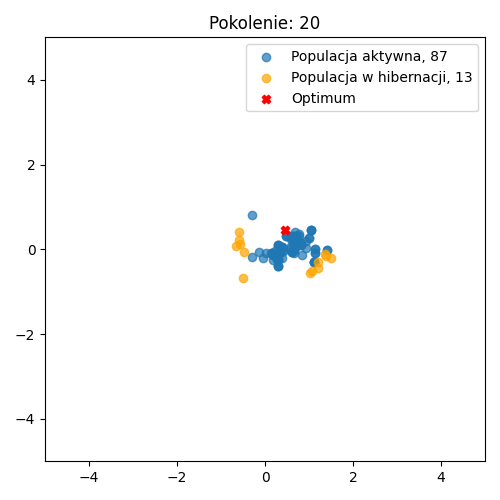 Pokolenie: 20
Populacja aktywna, 87
Populacja w hibernacji, 13
Optimum
4
2
0
−2
−4
−4
−2
0
2
4